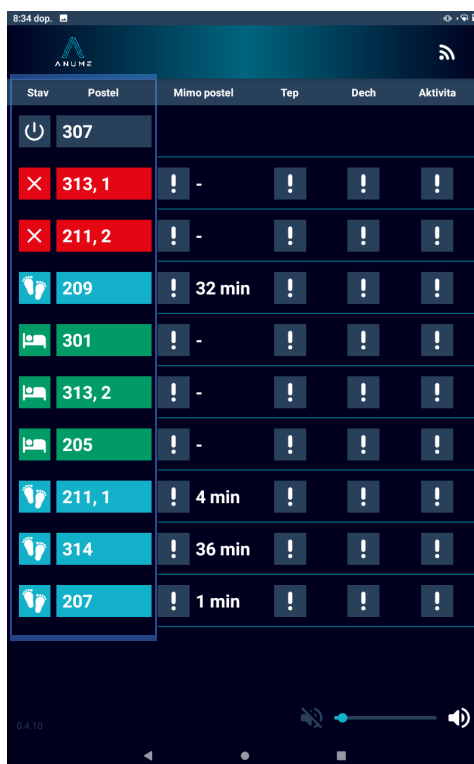 8:34 dop.
ANUME
Stav Postel Mimo postel Tep Dech Aktivita
307
313, 1 ! - ! ! !
211, 2 ! - ! ! !
209 ! 32 min ! ! !
301 ! - ! ! !
313, 2 ! - ! ! !
205 ! - ! ! !
211, 1 ! 4 min ! ! !
314 ! 36 min ! ! !
207 ! 1 min ! ! !
0.4.10